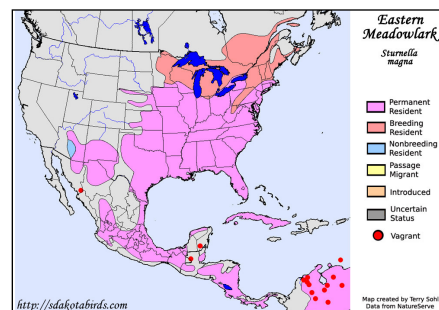 Eastern
Meadowlark
Sturnella
magna
Permanent
Resident
Breeding
Resident
Nonbreeding
Resident
Passage
Migrant
Introduced
Uncertain
Status
Vagrant
http://sdakotabirds.com
Map created by Terry Sohl
Data from NatureServe